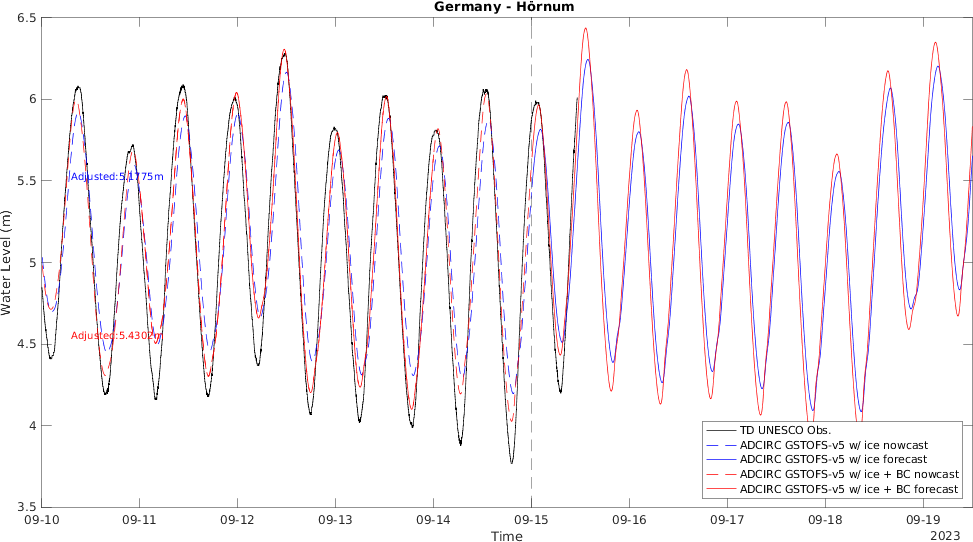 Germany - Hörnum
6.5
6
5.5
5
4.5
4
3.5
Water Level (m)
Adjusted:5.1775m
Adjusted:5.4302m
TD UNESCO Obs.
ADCIRC GSTOFS-v5 w/ ice nowcast
ADCIRC GSTOFS-v5 w/ ice forecast
ADCIRC GSTOFS-v5 w/ ice + BC nowcast
ADCIRC GSTOFS-v5 w/ ice + BC forecast
09-10 09-11 09-12 09-13 09-14 09-15 09-16 09-17 09-18 09-19
Time
2023